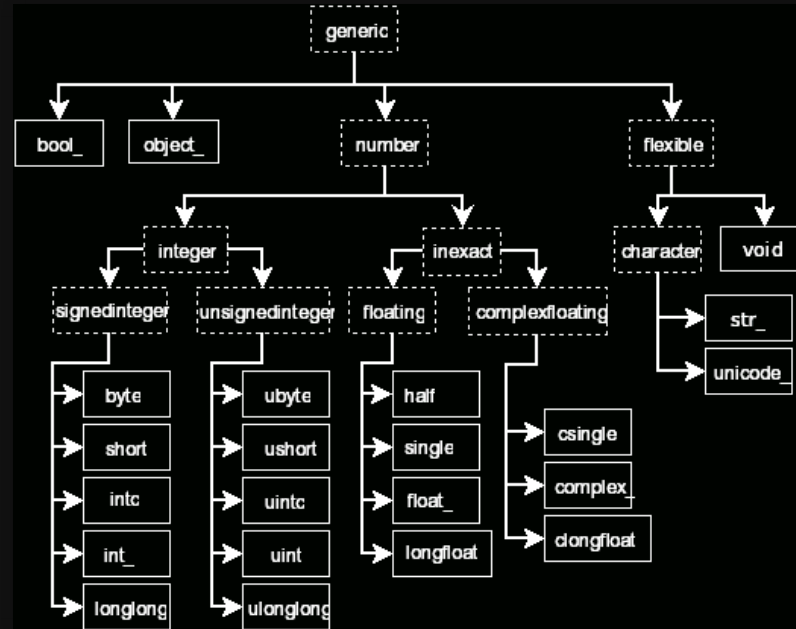 generic
bool_
object_
number
flexible
integer
inexact
character
void
signedinteger
unsignedinteger
floating
complexfloating
str_
unicode_
byte
ubyte
half
csingle
short
ushort
single
complex_
intc
uintc
float_
clongfloat
int_
uint
longfloat
longlong
ulonglong